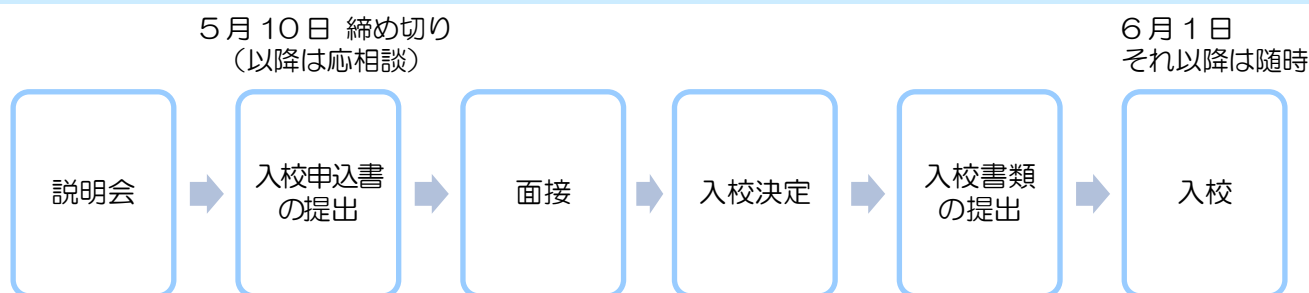 5月10日 締め切り
（以降は応相談）
6月1日
それ以降は随時
説明会
入校申込書
の提出
面接
入校決定
入校書類
の提出
入校